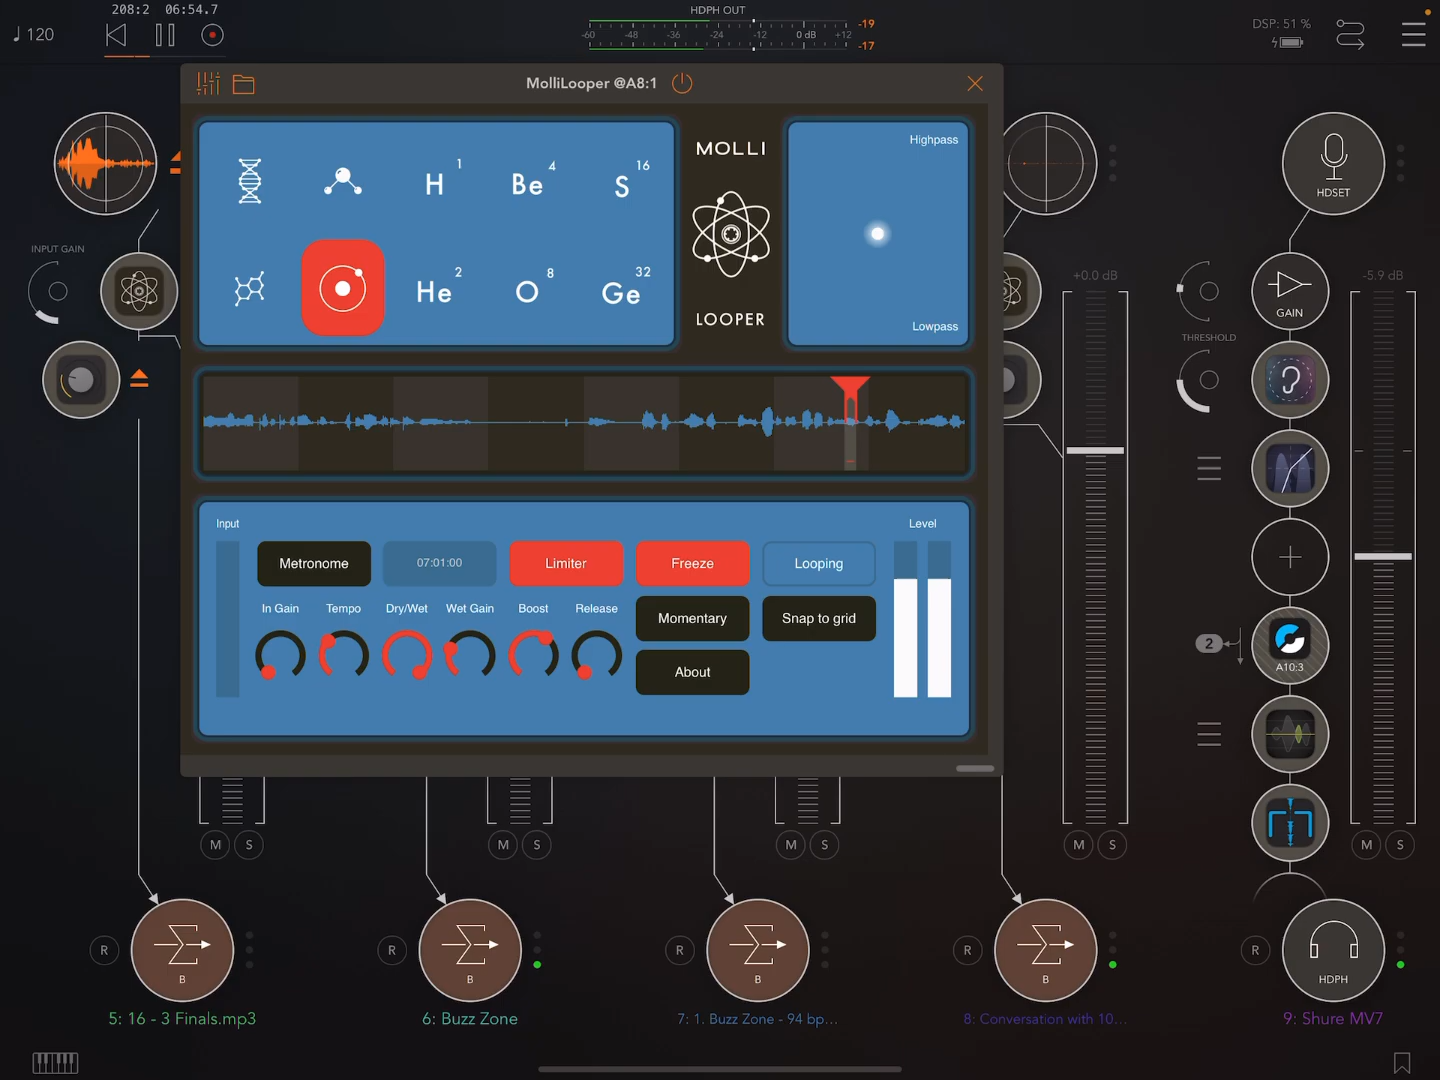 208:2 06:54.7
♩120
HDPH OUT
-60 -48 -36 -24 -12 0 dB +12
-19
-17
DSP: 51 %
MolliLooper @A8:1
H 1
Be 4
S 16
He 2
O 8
Ge 32
MOLLI
LOOPER
Highpass
Lowpass
HDSET
INPUT GAIN
+0.0 dB
GAIN
-5.9 dB
THRESHOLD
Input
Level
Metronome
07:01:00
Limiter
Freeze
Looping
In Gain
Tempo
Dry/Wet
Wet Gain
Boost
Release
Momentary
Snap to grid
About
2
A10:3
M S
M S
M S
M S
M S
R B
R B
R B
R B
R HDPH
5: 16 - 3 Finals.mp3
6: Buzz Zone
7: 1. Buzz Zone - 94 bp...
8: Conversation with 10...
9: Shure MV7